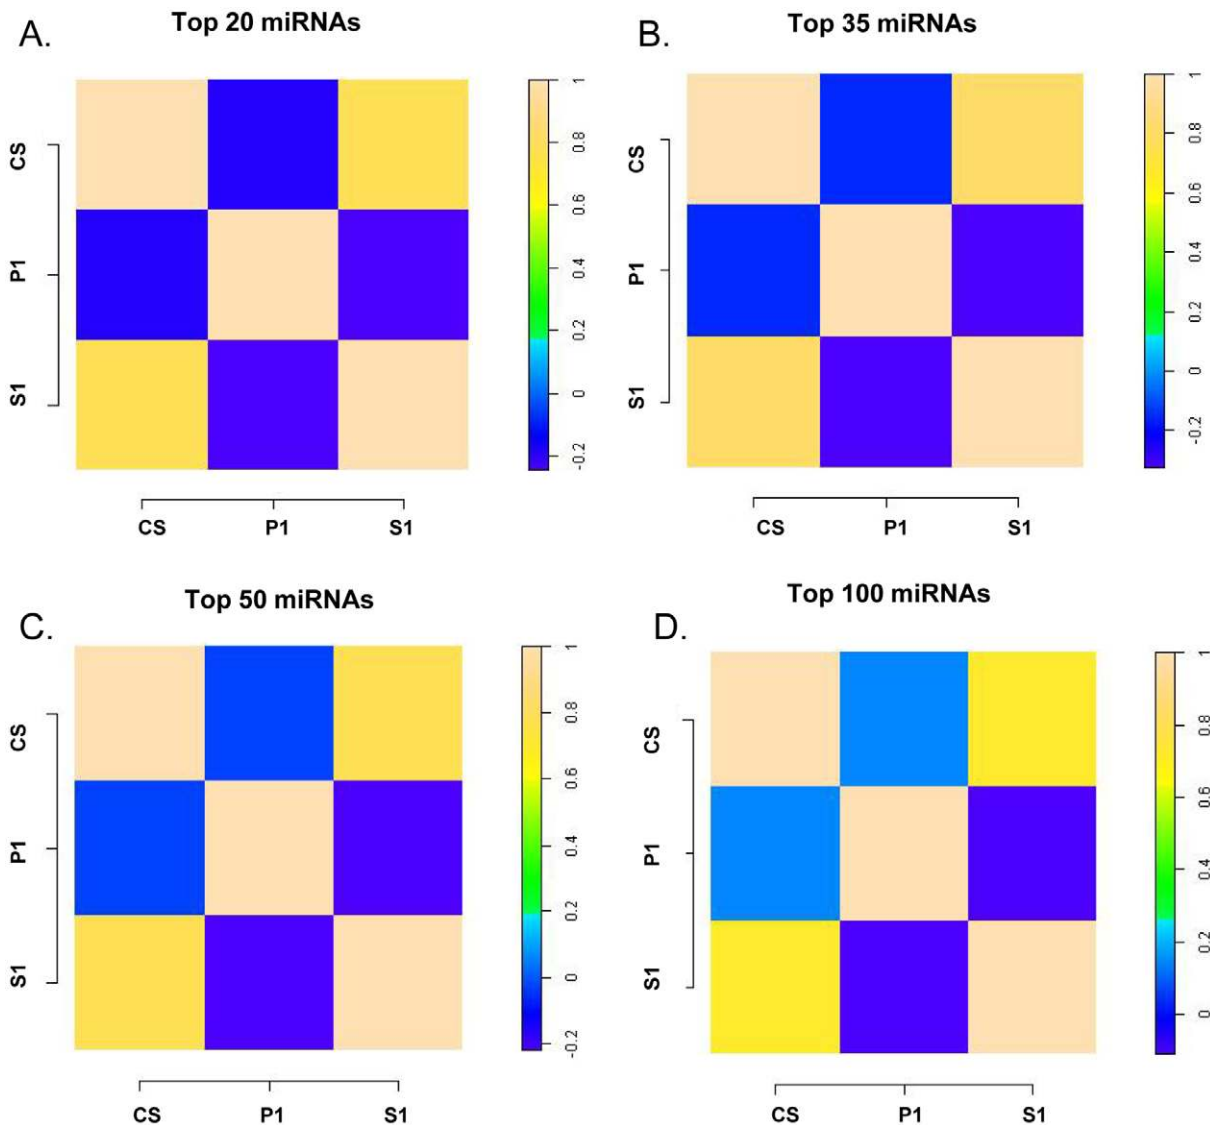 A.
Top 20 miRNAs
CS
P1
S1
CS P1 S1
1
0.8
0.6
0.4
0.2
0
-0.2
B.
Top 35 miRNAs
CS
P1
S1
CS P1 S1
1
0.8
0.6
0.4
0.2
0
-0.2
C.
Top 50 miRNAs
CS
P1
S1
CS P1 S1
1
0.8
0.6
0.4
0.2
0
-0.2
D.
Top 100 miRNAs
CS
P1
S1
CS P1 S1
1
0.8
0.6
0.4
0.2
0